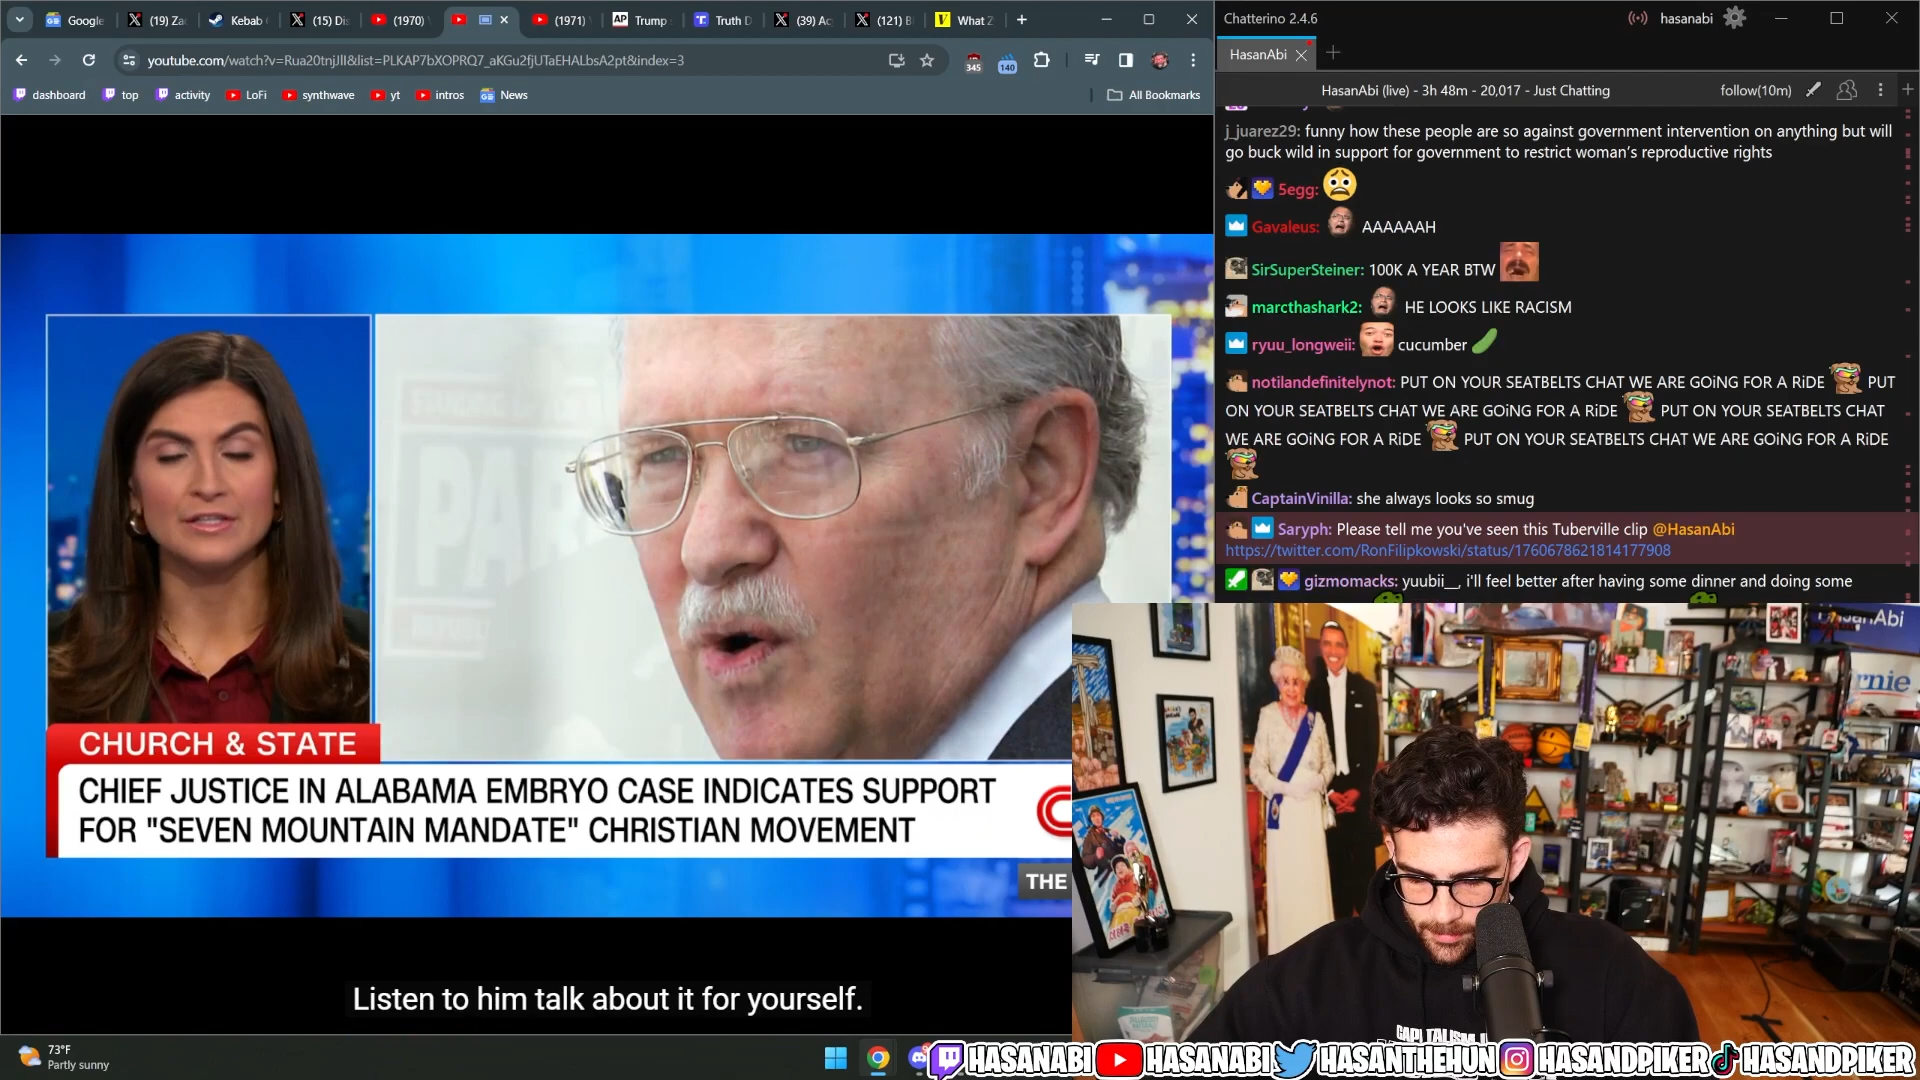 Google
(19) Za
Kebab
(15) Dis
(1970)
(1971)
Trump
Truth D
(39) Ac
(121) B
What Z
youtube.com/watch?v=Rua20tnjJlI&list=PLKAP7bXOPRQ7_aKGu2fjUTaEHALbsA2pt&index=3
345
140
dashboard
top
activity
LoFi
synthwave
yt
intros
News
All Bookmarks
CHURCH & STATE
CHIEF JUSTICE IN ALABAMA EMBRYO CASE INDICATES SUPPORT
FOR "SEVEN MOUNTAIN MANDATE" CHRISTIAN MOVEMENT
THE
Listen to him talk about it for yourself.
73°F
Partly sunny
Chatterino 2.4.6
hasanabi
HasanAbi
HasanAbi (live) - 3h 48m - 20,017 - Just Chatting
follow(10m)
j_juarez29: funny how these people are so against government intervention on anything but will
go buck wild in support for government to restrict woman’s reproductive rights
5egg:
Gavaleus: AAAAAAH
SirSuperSteiner: 100K A YEAR BTW
marcthashark2: HE LOOKS LIKE RACISM
ryuu_longweii: cucumber
notilandefinitelynot: PUT ON YOUR SEATBELTS CHAT WE ARE GOiNG FOR A RiDE PUT
ON YOUR SEATBELTS CHAT WE ARE GOiNG FOR A RiDE PUT ON YOUR SEATBELTS CHAT
WE ARE GOiNG FOR A RiDE PUT ON YOUR SEATBELTS CHAT WE ARE GOiNG FOR A RiDE
CaptainVinilla: she always looks so smug
Saryph: Please tell me you've seen this Tuberville clip @HasanAbi
https://twitter.com/RonFilipkowski/status/1760678621814177908
gizmomacks: yuubii__, i'll feel better after having some dinner and doing some
HasanAbi
rnie
HASANABI
HASANABI
HASANTHEHUN
HASANDPIKER
HASANDPIKER